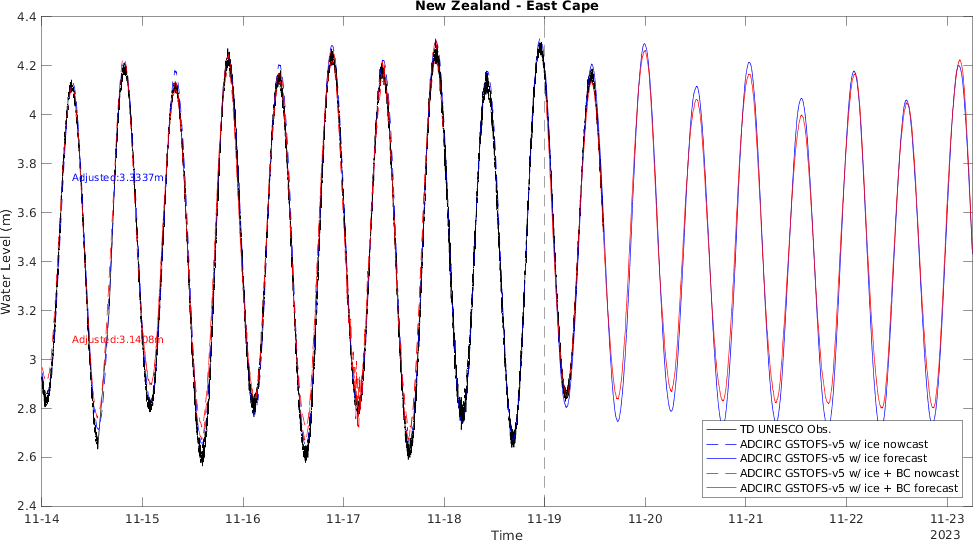 New Zealand - East Cape
4.4
4.2
4
3.8
3.6
3.4
3.2
3
2.8
2.6
2.4
Water Level (m)
Adjusted:3.3337m
Adjusted:3.1408m
TD UNESCO Obs.
ADCIRC GSTOFS-v5 w/ ice nowcast
ADCIRC GSTOFS-v5 w/ ice forecast
ADCIRC GSTOFS-v5 w/ ice + BC nowcast
ADCIRC GSTOFS-v5 w/ ice + BC forecast
11-14 11-15 11-16 11-17 11-18 11-19 11-20 11-21 11-22 11-23
Time
2023